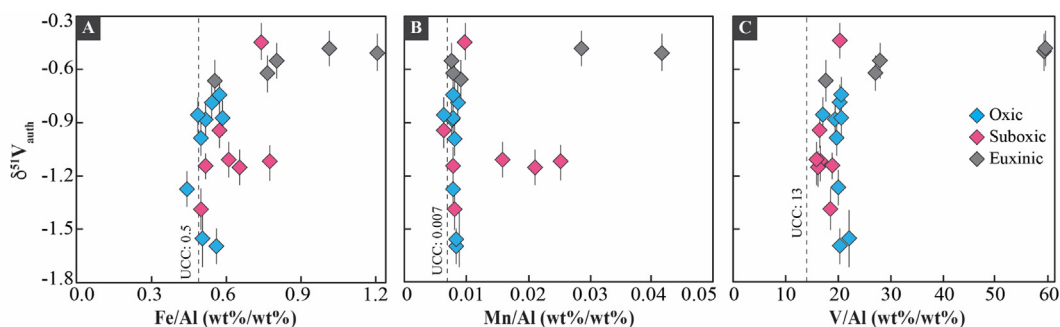 A
B
C
-0.3
-0.6
-0.9
-1.2
-1.5
-1.8
δ⁵¹V_auth
UCC: 0.5
UCC: 0.007
UCC: 13
Oxic
Suboxic
Euxinic
0.0 0.3 0.6 0.9 1.2
0 0.01 0.02 0.03 0.04 0.05
0 10 20 30 40 50 60
Fe/Al (wt%/wt%)
Mn/Al (wt%/wt%)
V/Al (wt%/wt%)